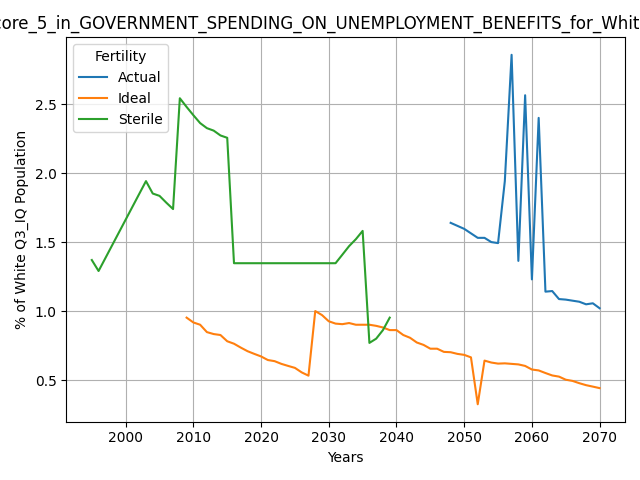 core_5_in_GOVERNMENT_SPENDING_ON_UNEMPLOYMENT_BENEFITS_for_Whit
Fertility
Actual
Ideal
Sterile
% of White Q3_IQ Population
2.5
2.0
1.5
1.0
0.5
2000 2010 2020 2030 2040 2050 2060 2070
Years